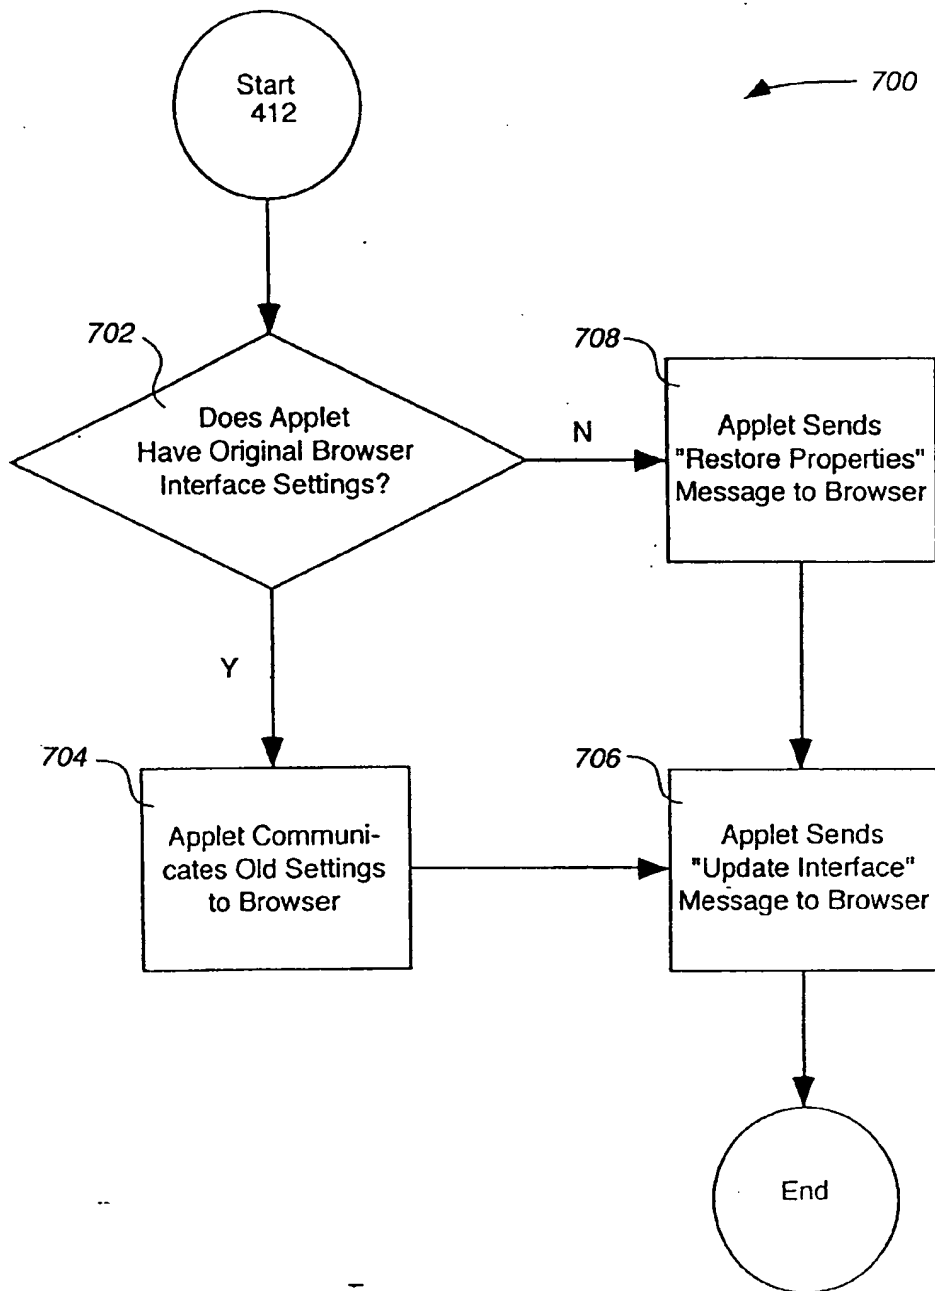 Start
412
700
702
Does Applet
Have Original Browser
Interface Settings?
N
708
Applet Sends
"Restore Properties"
Message to Browser
Y
704
Applet Communi-
cates Old Settings
to Browser
706
Applet Sends
"Update Interface"
Message to Browser
End